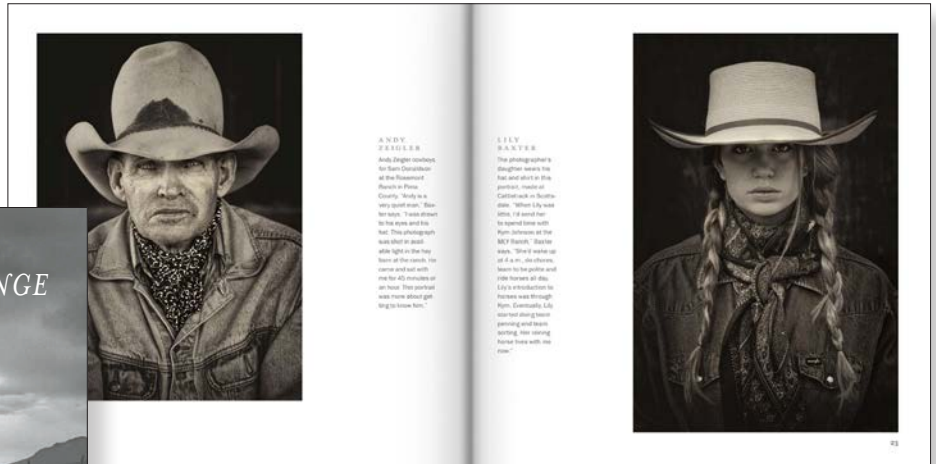 NGE
ANDY
ZEIGLER
Andy Zeigler cowboys
for Sam Donaldson
at the Rosemont
Ranch in Pima
County. "Andy is a
very quiet man," Bax-
ter says. "I was drawn
to his eyes and his
hat. This photograph
was shot in avail-
able light in the hay
barn at the ranch. He
came and sat with
me for 45 minutes or
an hour. This portrait
was more about get-
ting to know him."
LILY
BAXTER
The photographer's
daughter wears his
hat and shirt in this
portrait, made at
Cattletrack in Scotts-
dale. "When Lily was
little, I'd send her
to spend time with
Kym Johnson at the
MCF Ranch," Baxter
says. "She'd wake up
at 4 a.m., do chores,
learn to be polite and
ride horses all day.
Lily's introduction to
horses was through
Kym. Eventually, Lily
started doing team
penning and team
sorting. Her reining
horse lives with me
now."
23